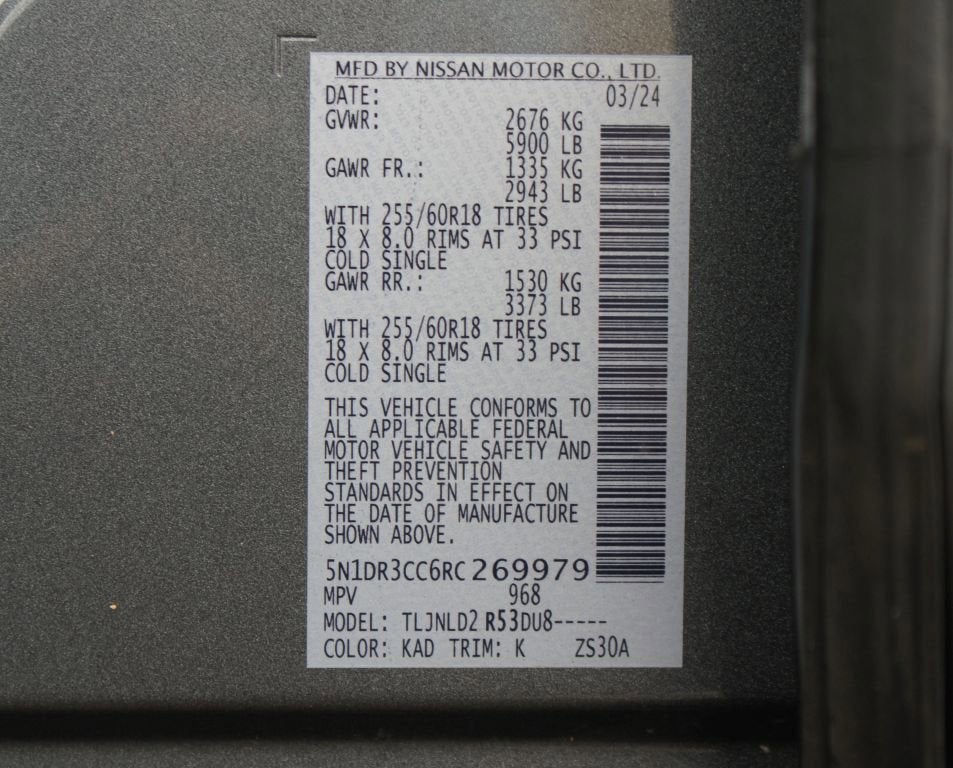 MFD BY NISSAN MOTOR CO., LTD.
DATE: 03/24
GVWR: 2676 KG
5900 LB
GAWR FR.: 1335 KG
2943 LB
WITH 255/60R18 TIRES
18 X 8.0 RIMS AT 33 PSI
COLD SINGLE
GAWR RR.: 1530 KG
3373 LB
WITH 255/60R18 TIRES
18 X 8.0 RIMS AT 33 PSI
COLD SINGLE
THIS VEHICLE CONFORMS TO
ALL APPLICABLE FEDERAL
MOTOR VEHICLE SAFETY AND
THEFT PREVENTION
STANDARDS IN EFFECT ON
THE DATE OF MANUFACTURE
SHOWN ABOVE.
5N1DR3CC6RC269979
MPV 968
MODEL: TLJNLD2 R53DU8-----
COLOR: KAD TRIM: K ZS30A